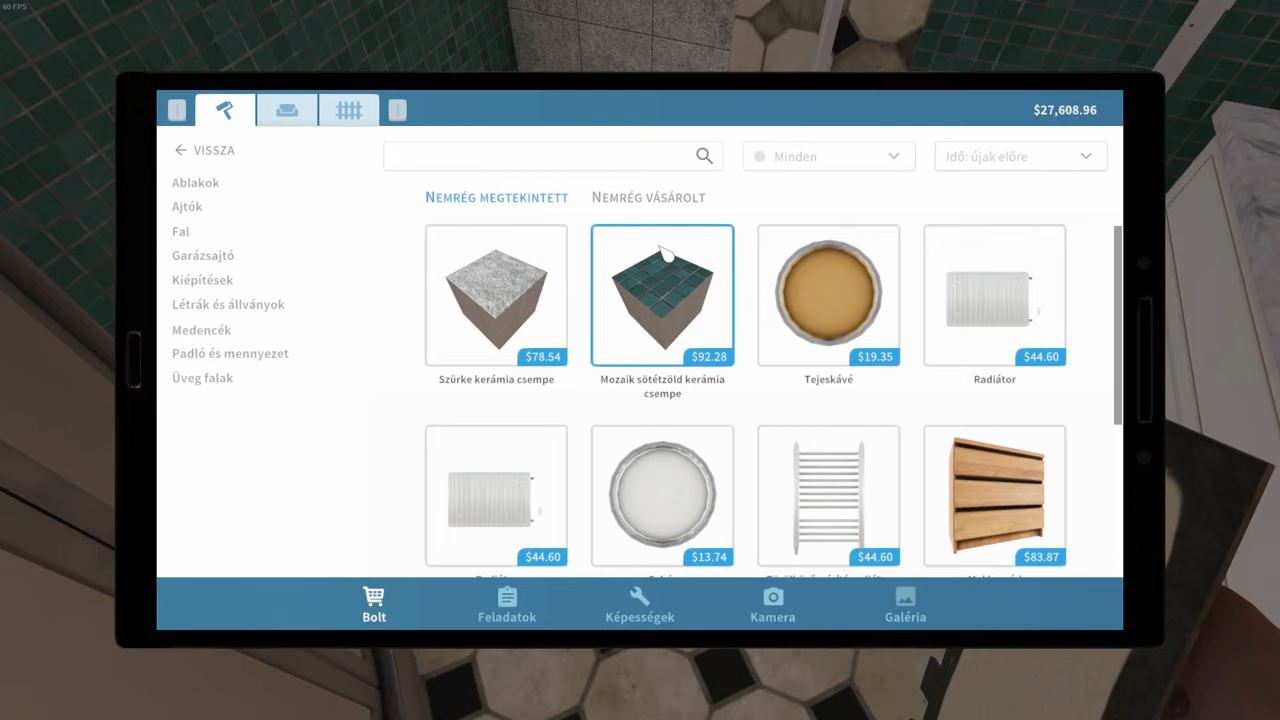 60 FPS
$27,608.96
VISSZA
Minden
Idő: újak előre
Ablakok
Ajtók
Fal
Garázsajtó
Kiépítések
Létrák és állványok
Medencék
Padló és mennyezet
Üveg falak
NEMRÉG MEGTEKINTETT
NEMRÉG VÁSÁROLT
$78.54
$92.28
$19.35
$44.60
Szürke kerámia csempe
Mozaik sötétzöld kerámia
csempe
Tejeskávé
Radiátor
$44.60
$13.74
$44.60
$83.87
Bolt
Feladatok
Képességek
Kamera
Galéria